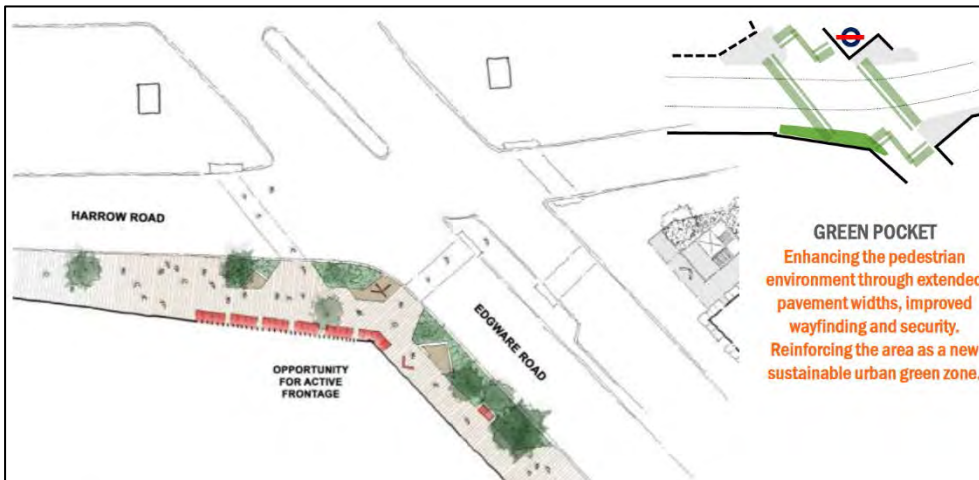 HARROW ROAD
EDGWARE ROAD
OPPORTUNITY
FOR ACTIVE
FRONTAGE
GREEN POCKET
Enhancing the pedestrian
environment through extended
pavement widths, improved
wayfinding and security.
Reinforcing the area as a new
sustainable urban green zone.